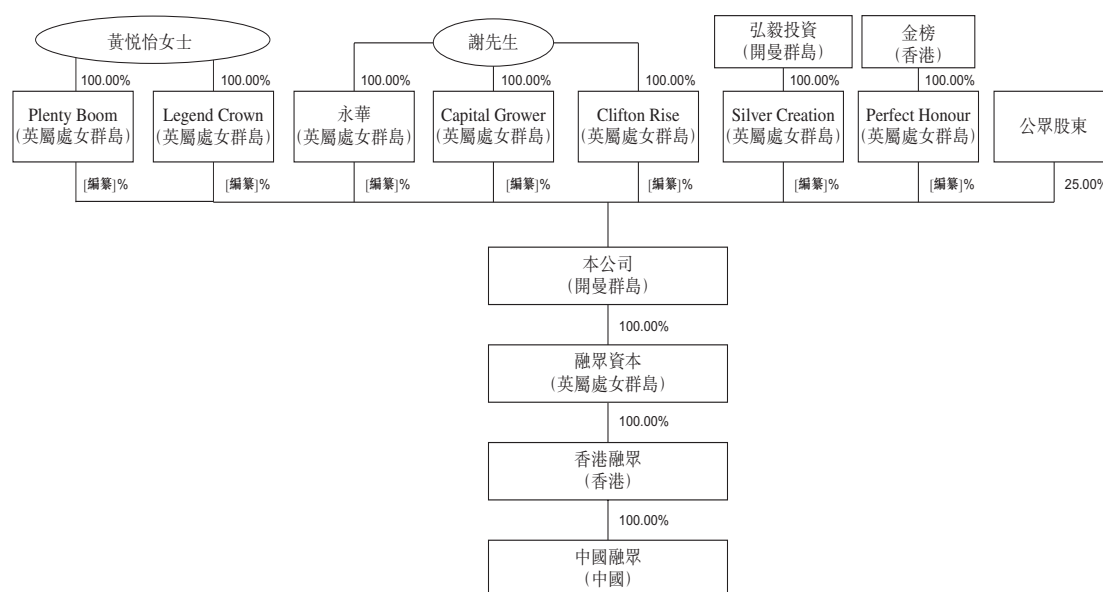 黃悦怡女士
謝先生
弘毅投資
(開曼群島)
金榜
(香港)
100.00%
100.00%
100.00%
100.00%
100.00%
100.00%
100.00%
Plenty Boom
(英屬處女群島)
Legend Crown
(英屬處女群島)
永華
(英屬處女群島)
Capital Grower
(英屬處女群島)
Clifton Rise
(英屬處女群島)
Silver Creation
(英屬處女群島)
Perfect Honour
(英屬處女群島)
公眾股東
[編纂]%
[編纂]%
[編纂]%
[編纂]%
[編纂]%
[編纂]%
[編纂]%
25.00%
本公司
(開曼群島)
100.00%
融眾資本
(英屬處女群島)
100.00%
香港融眾
(香港)
100.00%
中國融眾
(中國)